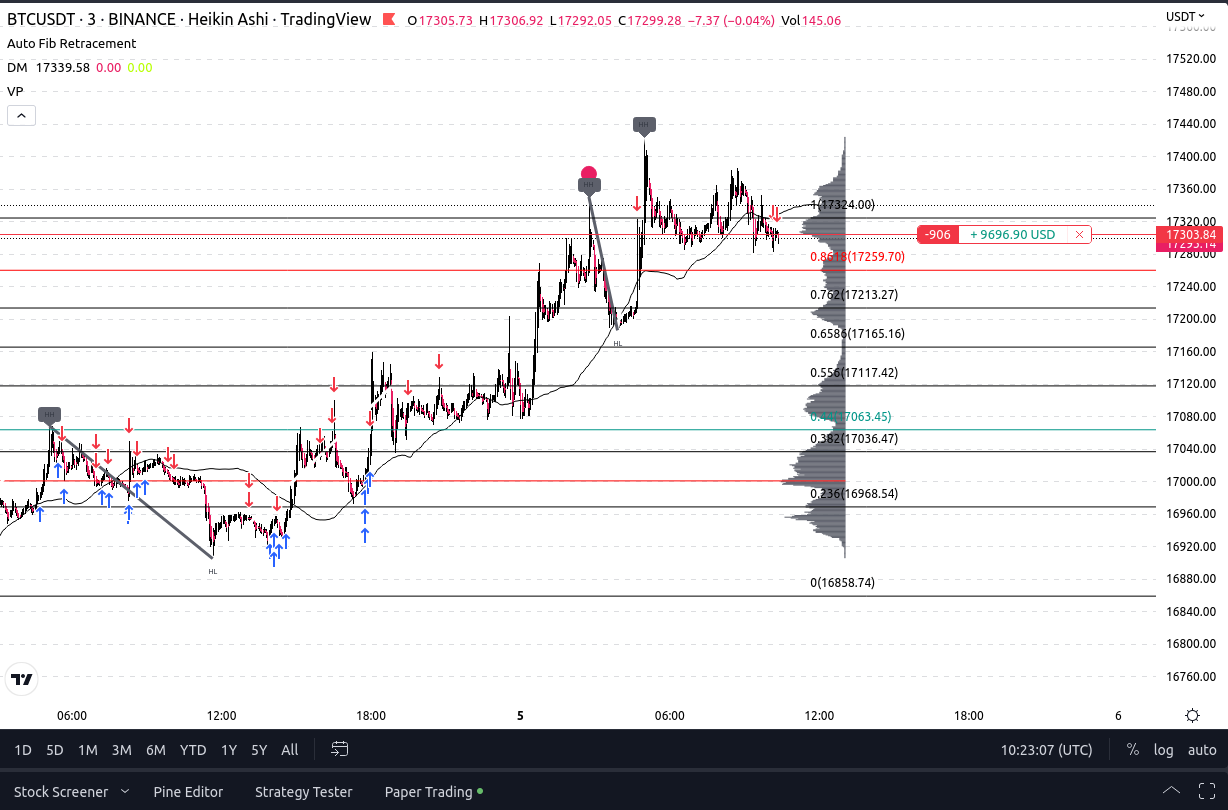 BTCUSDT · 3 · BINANCE · Heikin Ashi · TradingView O17305.73 H17306.92 L17292.05 C17299.28 −7.37 (−0.04%) Vol145.06
USDT
Auto Fib Retracement
DM 17339.58 0.00 0.00
VP
17520.00
17480.00
17440.00
17400.00
17360.00
17320.00
17303.84
17280.00
17240.00
17200.00
17160.00
17120.00
17080.00
17040.00
17000.00
16960.00
16920.00
16880.00
16840.00
16800.00
16760.00
HH
HH
HH
HL
HL
1(17324.00)
-906 + 9696.90 USD
0.8618(17259.70)
0.762(17213.27)
0.6586(17165.16)
0.556(17117.42)
0.382(17036.47)
0.236(16968.54)
0(16858.74)
06:00 12:00 18:00 5 06:00 12:00 18:00 6
1D 5D 1M 3M 6M YTD 1Y 5Y All 10:23:07 (UTC) % log auto
Stock Screener Pine Editor Strategy Tester Paper Trading